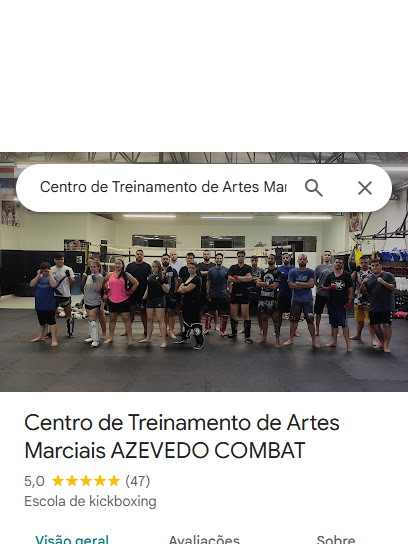 Centro de Treinamento de Artes Mar
Centro de Treinamento de Artes
Marciais AZEVEDO COMBAT
5,0 (47)
Escola de kickboxing
Visão geral Avaliações Sobre